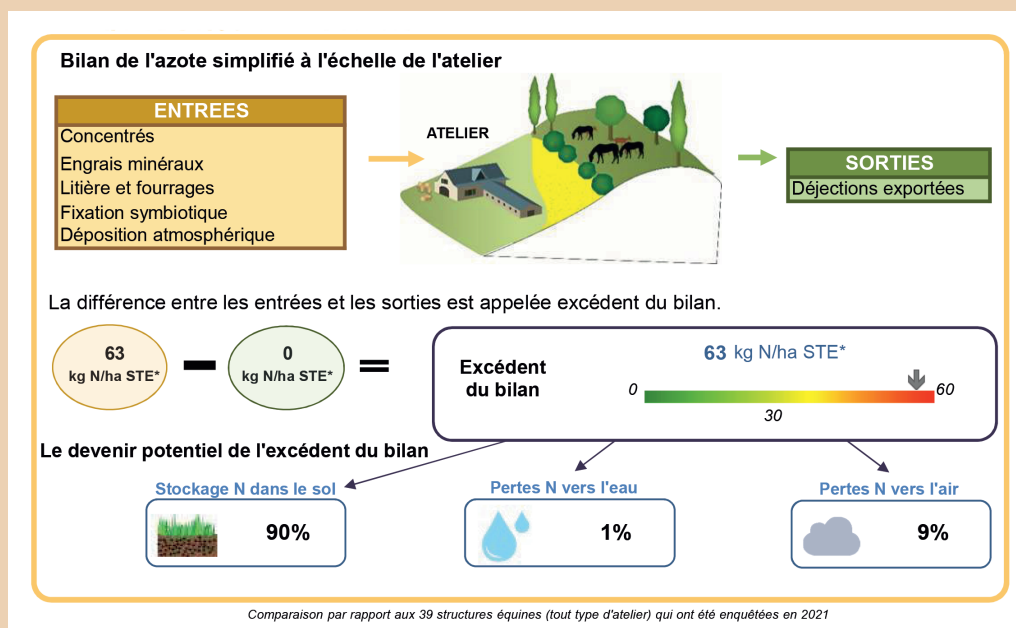 Bilan de l'azote simplifié à l'échelle de l'atelier
ENTREES
Concentrés
Engrais minéraux
Litière et fourrages
Fixation symbiotique
Déposition atmosphérique
ATELIER
SORTIES
Déjections exportées
La différence entre les entrées et les sorties est appelée excédent du bilan.
63
kg N/ha STE*
0
kg N/ha STE*
Excédent
du bilan
63 kg N/ha STE*
0
60
30
Le devenir potentiel de l'excédent du bilan
Stockage N dans le sol
90%
Pertes N vers l'eau
1%
Pertes N vers l'air
9%
Comparaison par rapport aux 39 structures équines (tout type d'atelier) qui ont été enquêtées en 2021